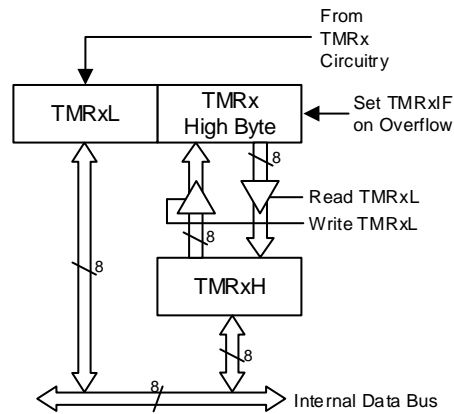 From
TMRx
Circuitry
TMRxL
TMRx
High Byte
Set TMRxIF
on Overflow
8
Read TMRxL
Write TMRxL
8
TMRxH
8
8
8
Internal Data Bus